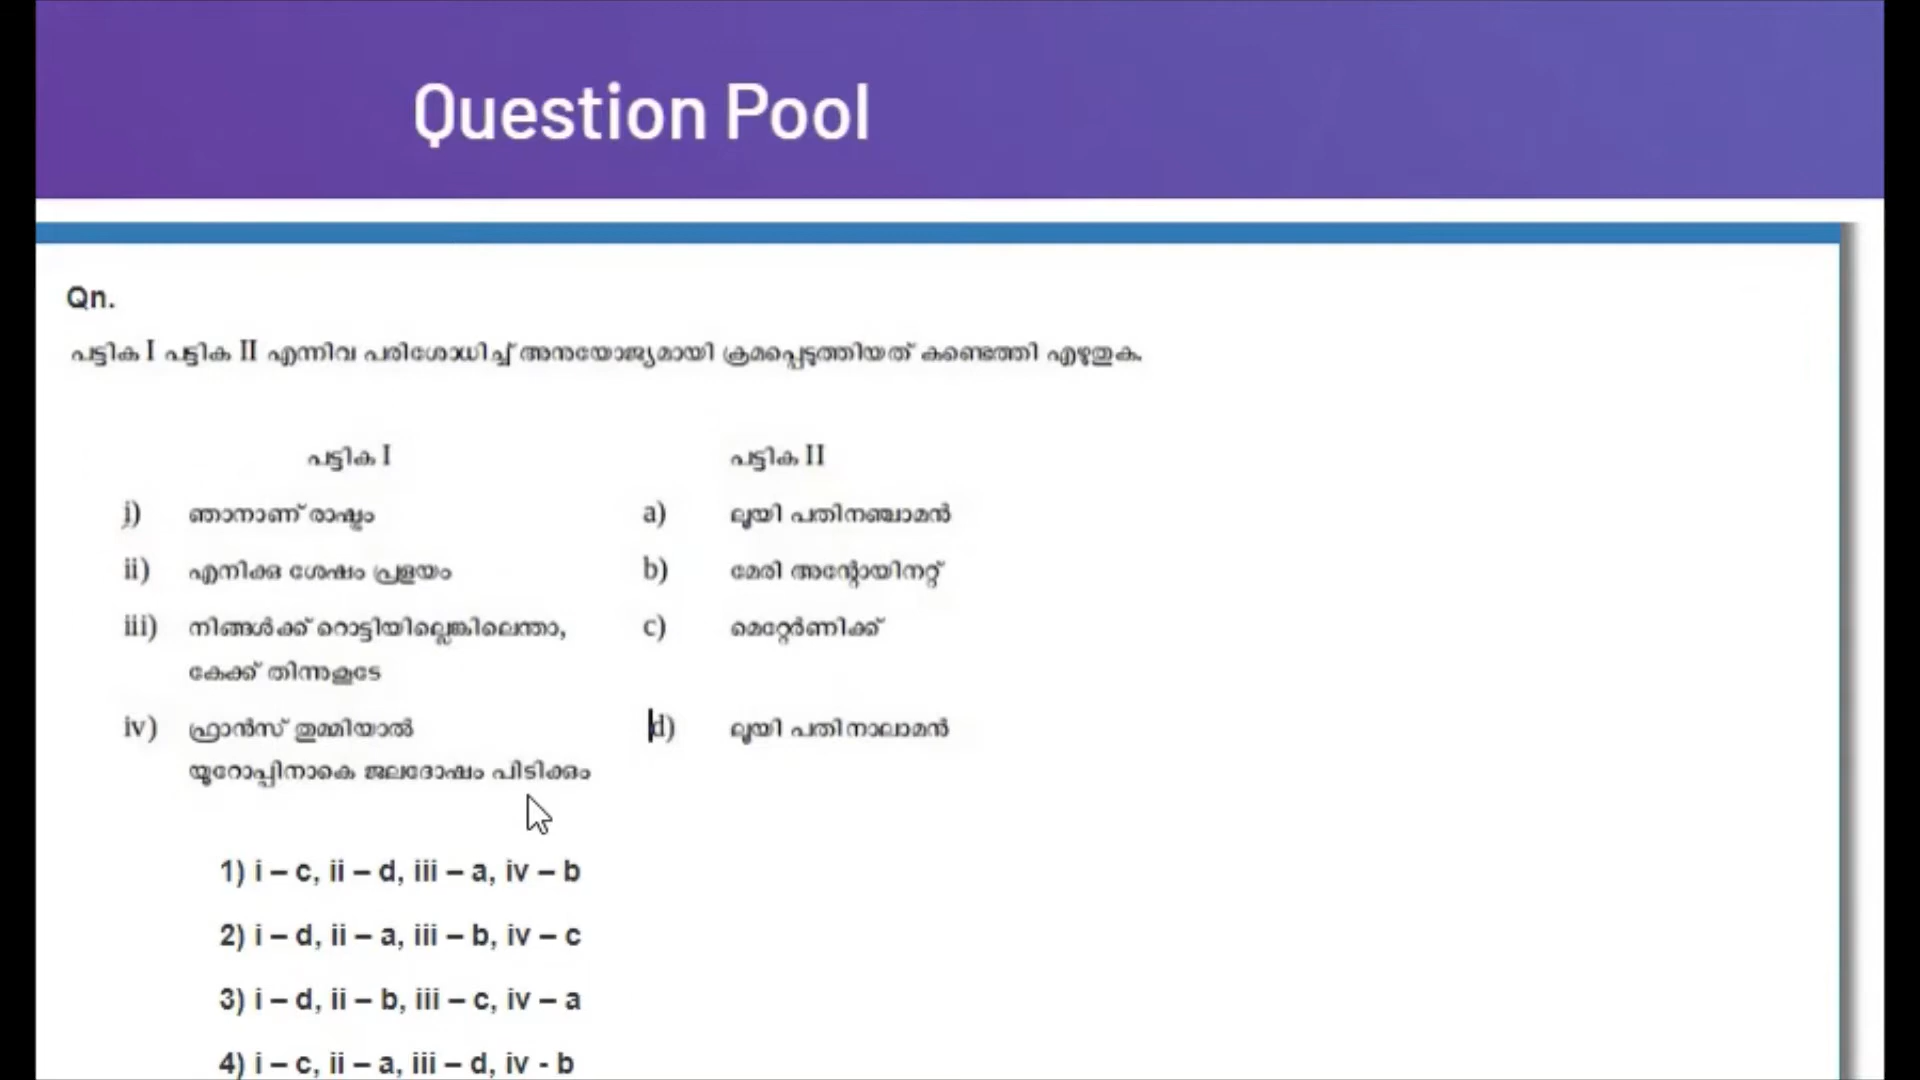 Question Pool
Qn.
പട്ടിക I പട്ടിക II എന്നിവ പരിശോധിച്ച് അനുയോജ്യമായി ക്രമപ്പെടുത്തിയത് കണ്ടെത്തി എഴുതുക.
പട്ടിക I പട്ടിക II
i) ഞാനാണ് രാഷ്ട്രം a) ലൂയി പതിനഞ്ചാമൻ
ii) എനിക്കു ശേഷം പ്രളയം b) മേരി അന്റോയിനറ്റ്
iii) നിങ്ങൾക്ക് റൊട്ടിയില്ലെങ്കിലെന്താ, c) മെറ്റേർണിക്ക്
കേക്ക് തിന്നുകൂടേ
iv) ഫ്രാൻസ് തുമ്മിയാൽ d) ലൂയി പതിനാലാമൻ
യൂറോപ്പിനാകെ ജലദോഷം പിടിക്കും
1) i – c, ii – d, iii – a, iv – b
2) i – d, ii – a, iii – b, iv – c
3) i – d, ii – b, iii – c, iv – a
4) i – c, ii – a, iii – d, iv - b